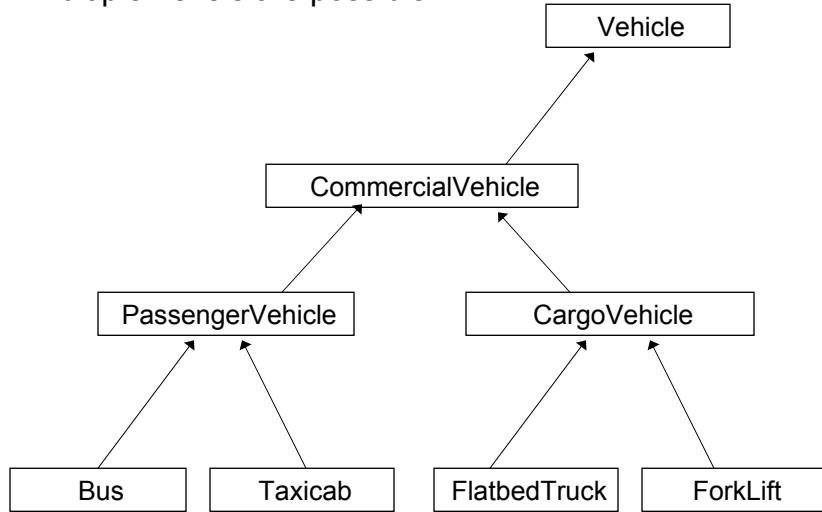 Vehicle
CommercialVehicle
PassengerVehicle CargoVehicle
Bus Taxicab FlatbedTruck ForkLift